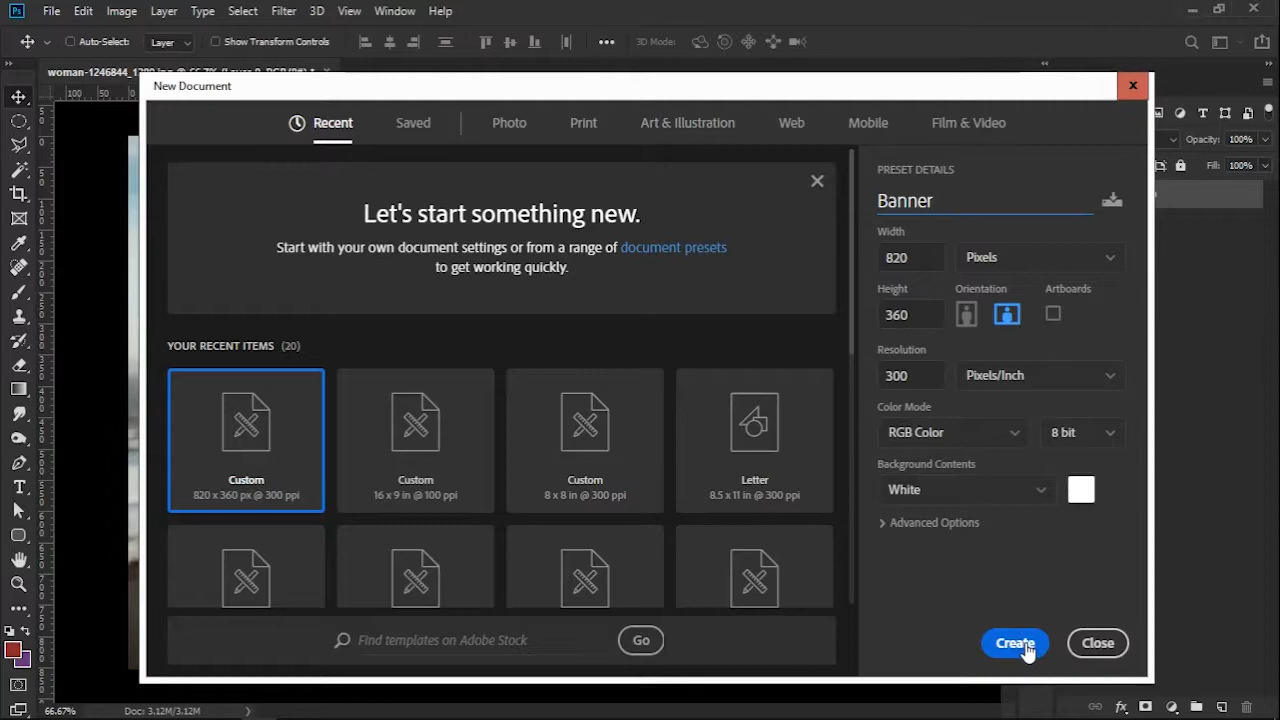 Ps File Edit Image Layer Type Select Filter 3D View Window Help
Auto-Select: Layer Show Transform Controls 3D Mode:
New Document
Recent Saved Photo Print Art & Illustration Web Mobile Film & Video
Opacity: 100%
Fill: 100%
Let's start something new.
Start with your own document settings or from a range of document presets
to get working quickly.
YOUR RECENT ITEMS (20)
Custom
820 x 360 px @ 300 ppi
Custom
16 x 9 in @ 100 ppi
Custom
8 x 8 in @ 300 ppi
Letter
8.5 x 11 in @ 300 ppi
Find templates on Adobe Stock Go
PRESET DETAILS
Banner
Width
820 Pixels
Height Orientation Artboards
360
Resolution
300 Pixels/Inch
Color Mode
RGB Color 8 bit
Background Contents
White
Advanced Options
Create Close
66.67% Doc: 3.12M/3.12M